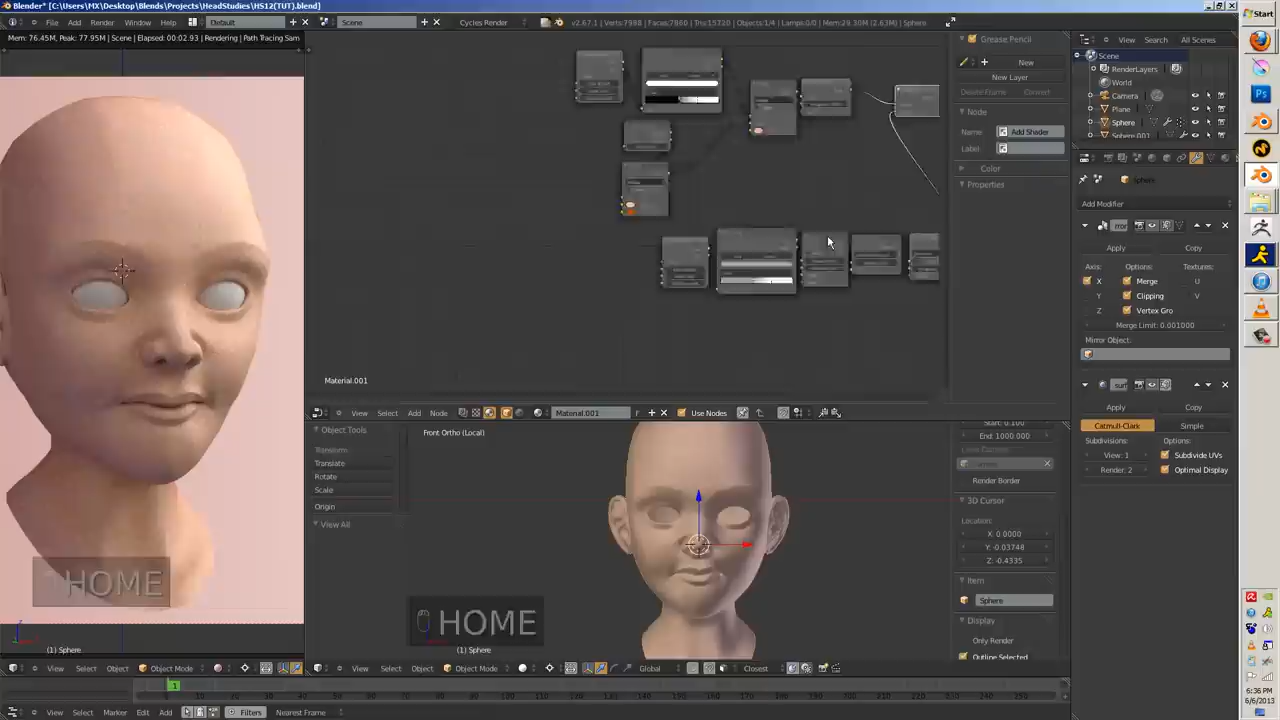 Blender* [C:\Users\MX\Desktop\Blends\Projects\HeadStudies\HS12(TUT).blend]
File Add Render Window Help Default Scene Cycles Render v2.67.1 | Verts:7988 | Faces:7860 | Tris:15720 | Objects:1/4 | Lamps:0/0 | Mem:29.30M (2.63M) | Sphere
Start
Mem: 76.45M, Peak: 77.95M | Scene | Elapsed: 00:02.93 | Rendering | Path Tracing Sam
Grease Pencil
New
New Layer
Delete Frame Convert
Node
Name Add Shader
Label
Color
Properties
View Search All Scenes
Scene
RenderLayers
World
Camera
Plane
Sphere
Sphere.001
Sphere
Add Modifier
Apply Copy
Axis: Options: Textures:
X Merge U
Y Clipping V
Z Vertex Gro
Merge Limit: 0.001000
Mirror Object:
Apply Copy
Catmull-Clark Simple
Subdivisions: Options:
View: 1 Subdivide UVs
Render: 2 Optimal Display
Material.001
View Select Add Node Material.001 Use Nodes
Object Tools
Transform
Translate
Rotate
Scale
Origin
View All
Front Ortho (Local)
End: 1000.000
Render Border
3D Cursor
Location:
X: 0.0000
Y: -0.03748
Z: -0.4335
Item
Sphere
Display
Only Render
Outline Selected
HOME
HOME
(1) Sphere
(1) Sphere
View Select Object Object Mode
View Select Object Object Mode Global Closest
View Select Marker Edit Add Filters Nearest Frame
1
6:36 PM
6/6/2013